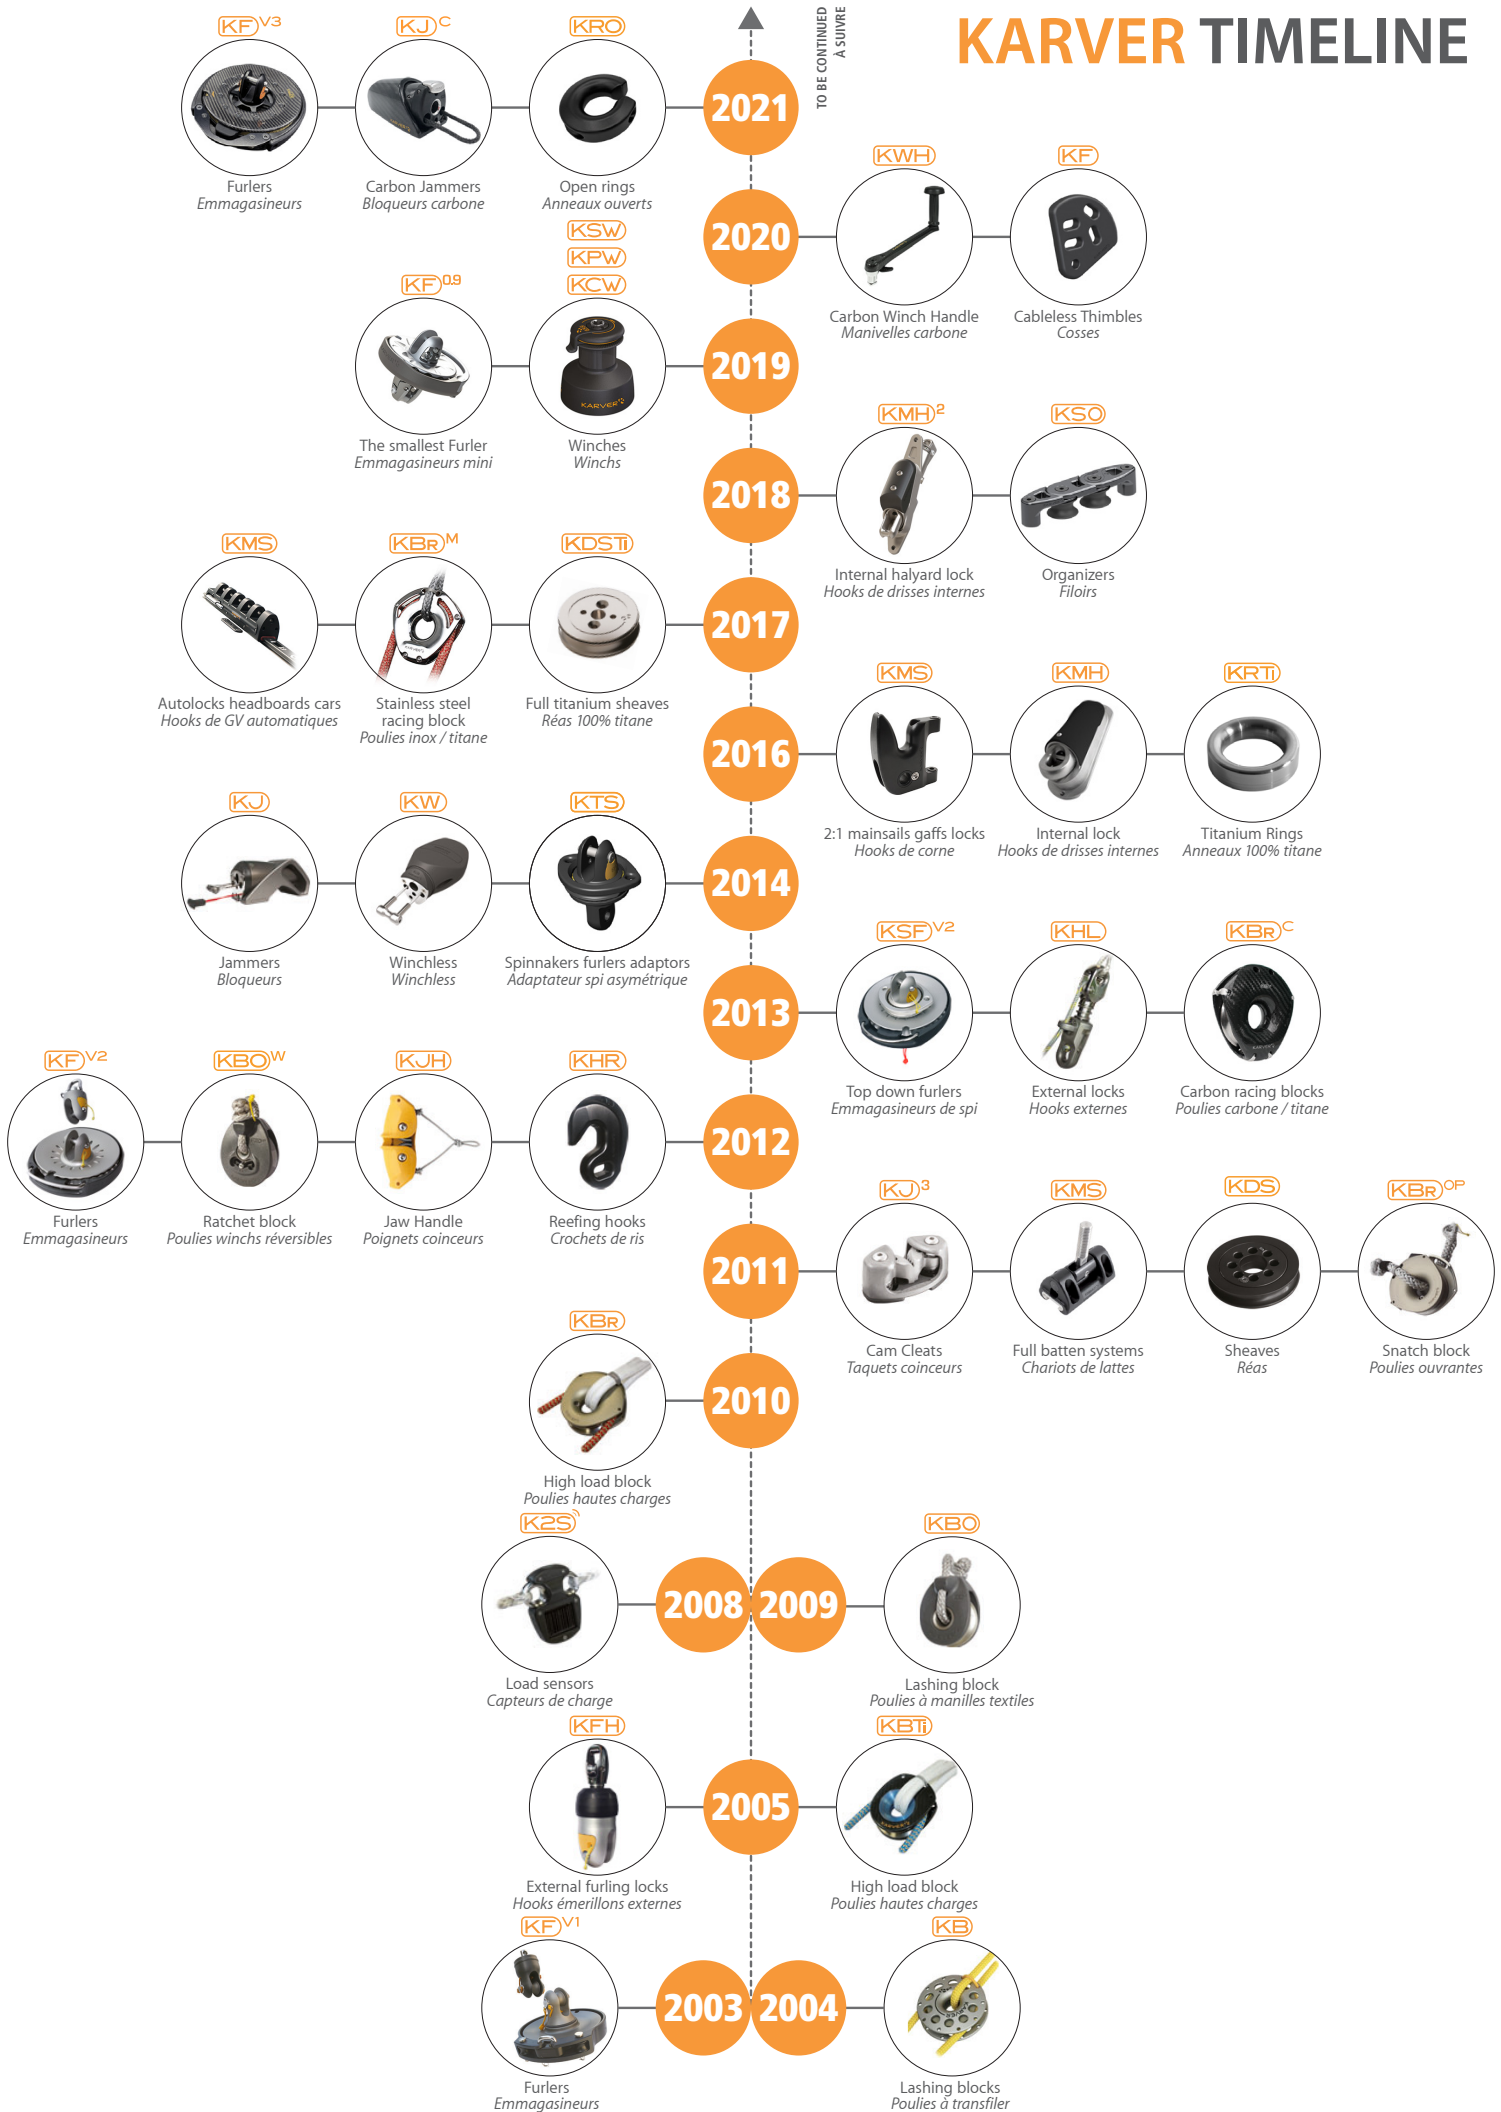 KARVER TIMELINE
TO BE CONTINUED
À SUIVRE
2021
KF V3
Furlers
Emmagasineurs
KJ C
Carbon Jammers
Bloqueurs carbone
KRO
Open rings
Anneaux ouverts
2020
KWH
Carbon Winch Handle
Manivelles carbone
KF
Cableless Thimbles
Cosses
2019
KF 0.9
The smallest Furler
Emmagasineurs mini
KSW
KPW
KCW
KARVER
Winches
Winchs
2018
KMH 2
Internal halyard lock
Hooks de drisses internes
KSO
Organizers
Filoirs
2017
KMS
Autolocks headboards cars
Hooks de GV automatiques
KBR M
Stainless steel
racing block
Poulies inox / titane
KDSTi
Full titanium sheaves
Réas 100% titane
2016
KMS
2:1 mainsails gaffs locks
Hooks de corne
KMH
Internal lock
Hooks de drisses internes
KRTi
Titanium Rings
Anneaux 100% titane
2014
KJ
Jammers
Bloqueurs
KW
Winchless
Winchless
KTS
Spinnakers furlers adaptors
Adaptateur spi asymétrique
2013
KSF V2
Top down furlers
Emmagasineurs de spi
KHL
External locks
Hooks externes
KBR C
KARVER
Carbon racing blocks
Poulies carbone / titane
2012
KF V2
Furlers
Emmagasineurs
KBO W
Ratchet block
Poulies winchs réversibles
KJH
Jaw Handle
Poignets coinceurs
KHR
Reefing hooks
Crochets de ris
2011
KJ 3
Cam Cleats
Taquets coinceurs
KMS
Full batten systems
Chariots de lattes
KDS
Sheaves
Réas
KBR OP
Snatch block
Poulies ouvrantes
2010
KBR
High load block
Poulies hautes charges
2008
K2S
Load sensors
Capteurs de charge
2009
KBO
Lashing block
Poulies à manilles textiles
2005
KFH
External furling locks
Hooks émerillons externes
KBTi
KARVER
High load block
Poulies hautes charges
2003
KF V1
Furlers
Emmagasineurs
2004
KB
Lashing blocks
Poulies à transfiler